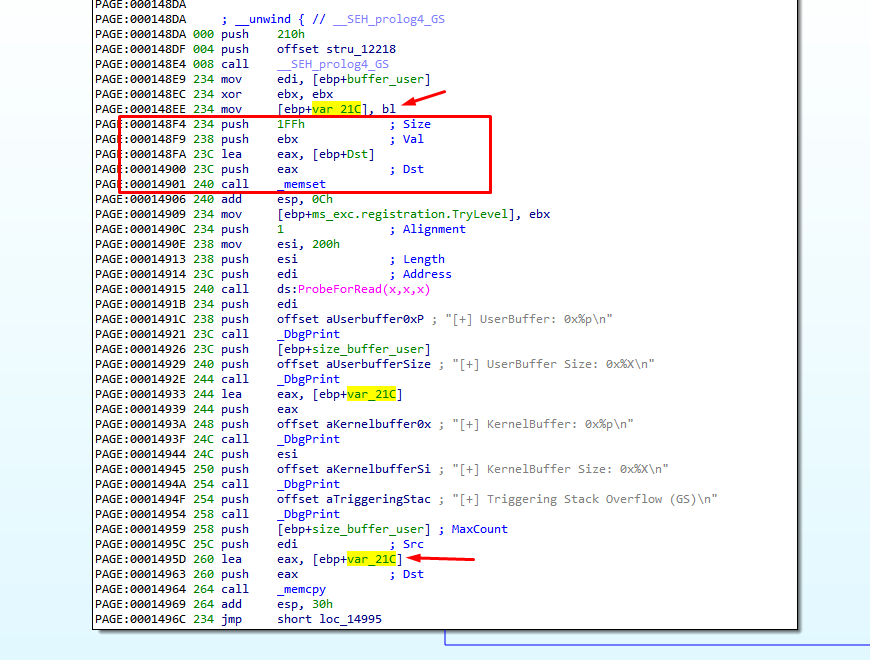 PAGE:000148DA
PAGE:000148DA ; __unwind { // __SEH_prolog4_GS
PAGE:000148DA 000 push 210h
PAGE:000148DF 004 push offset stru_12218
PAGE:000148E4 008 call __SEH_prolog4_GS
PAGE:000148E9 234 mov edi, [ebp+buffer_user]
PAGE:000148EC 234 xor ebx, ebx
PAGE:000148EE 234 mov [ebp+var_21C], bl
PAGE:000148F4 234 push 1FFh ; Size
PAGE:000148F9 238 push ebx ; Val
PAGE:000148FA 23C lea eax, [ebp+Dst]
PAGE:00014900 23C push eax ; Dst
PAGE:00014901 240 call _memset
PAGE:00014906 240 add esp, 0Ch
PAGE:00014909 234 mov [ebp+ms_exc.registration.TryLevel], ebx
PAGE:0001490C 234 push 1 ; Alignment
PAGE:0001490E 238 mov esi, 200h
PAGE:00014913 238 push esi ; Length
PAGE:00014914 23C push edi ; Address
PAGE:00014915 240 call ds:ProbeForRead(x,x,x)
PAGE:0001491B 234 push edi
PAGE:0001491C 238 push offset aUserbuffer0xP ; "[+] UserBuffer: 0x%p\n"
PAGE:00014921 23C call _DbgPrint
PAGE:00014926 23C push [ebp+size_buffer_user]
PAGE:00014929 240 push offset aUserbufferSize ; "[+] UserBuffer Size: 0x%X\n"
PAGE:0001492E 244 call _DbgPrint
PAGE:00014933 244 lea eax, [ebp+var_21C]
PAGE:00014939 244 push eax
PAGE:0001493A 248 push offset aKernelbuffer0x ; "[+] KernelBuffer: 0x%p\n"
PAGE:0001493F 24C call _DbgPrint
PAGE:00014944 24C push esi
PAGE:00014945 250 push offset aKernelbufferSi ; "[+] KernelBuffer Size: 0x%X\n"
PAGE:0001494A 254 call _DbgPrint
PAGE:0001494F 254 push offset aTriggeringStac ; "[+] Triggering Stack Overflow (GS)\n"
PAGE:00014954 258 call _DbgPrint
PAGE:00014959 258 push [ebp+size_buffer_user] ; MaxCount
PAGE:0001495C 25C push edi ; Src
PAGE:0001495D 260 lea eax, [ebp+var_21C]
PAGE:00014963 260 push eax ; Dst
PAGE:00014964 264 call _memcpy
PAGE:00014969 264 add esp, 30h
PAGE:0001496C 234 jmp short loc_14995